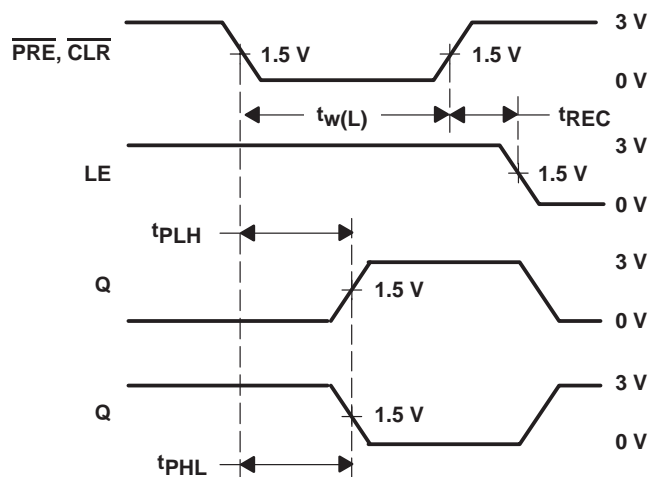 3 V
PRE, CLR
1.5 V
1.5 V
0 V
tw(L)
tREC
3 V
LE
1.5 V
0 V
tPLH
3 V
Q
1.5 V
0 V
3 V
Q
1.5 V
0 V
tPHL